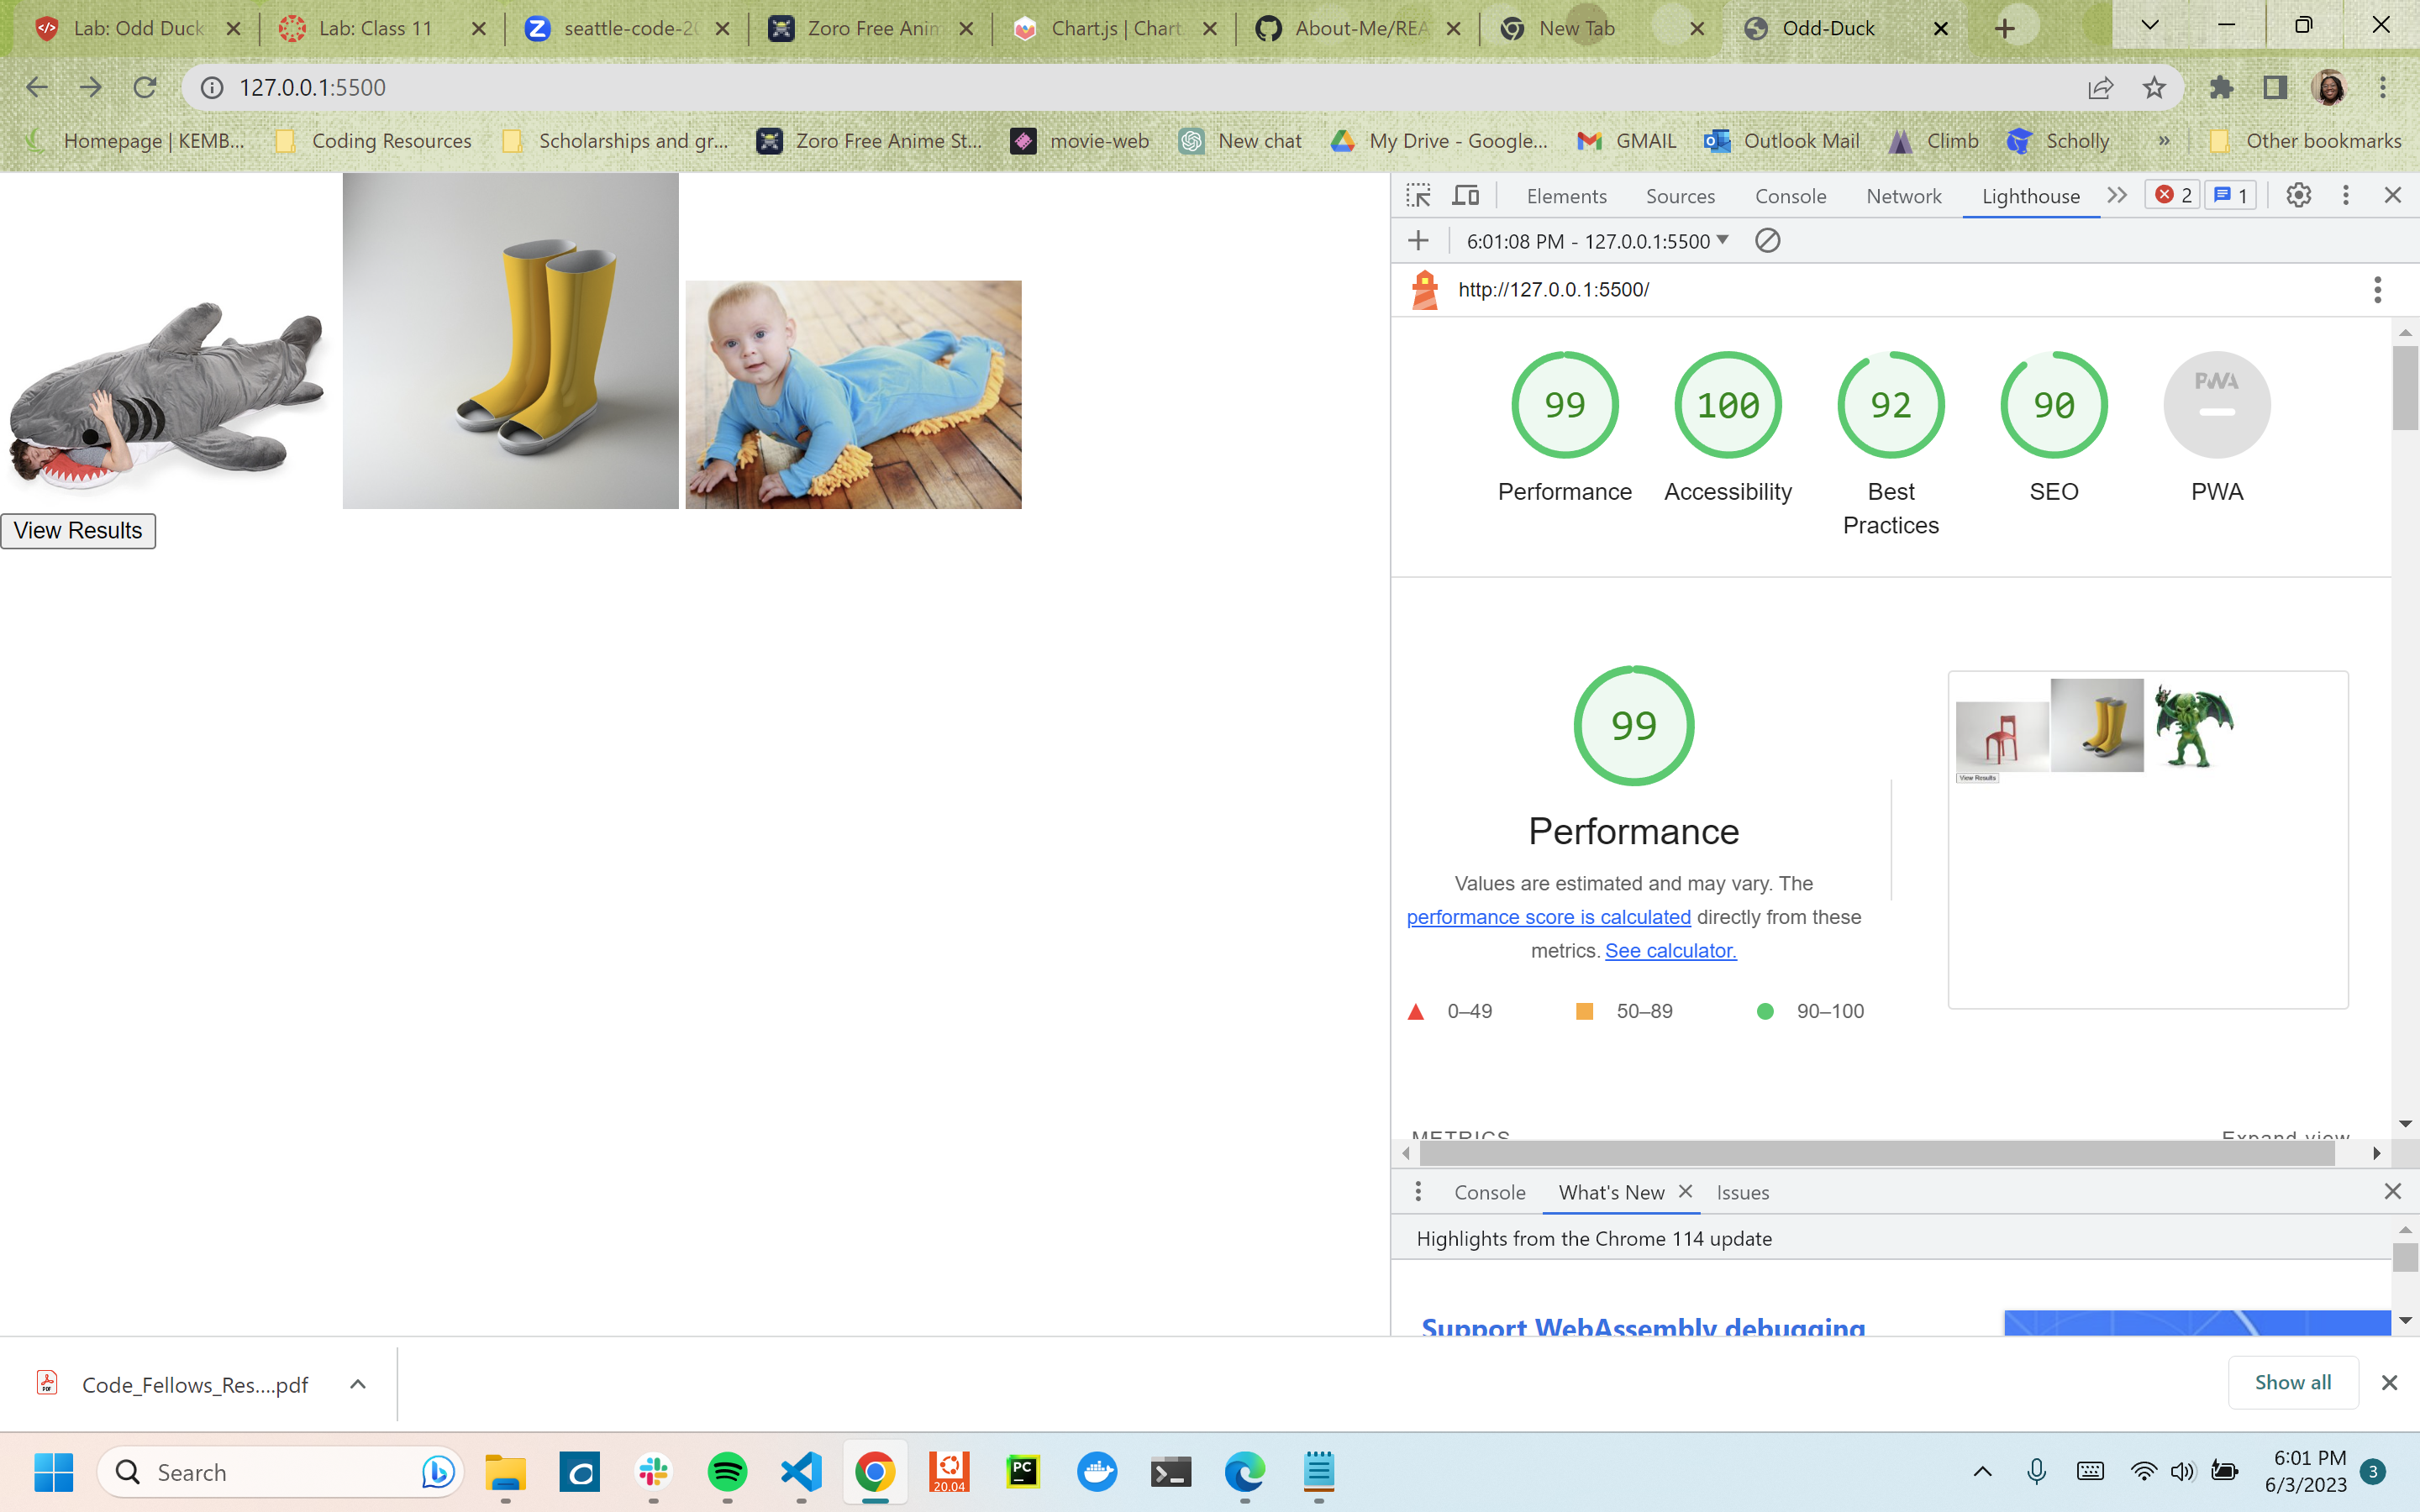 Lab: Odd Duck
Lab: Class 11
seattle-code-20
Zoro Free Anim
Chart.js | Chart.
About-Me/REA
New Tab
Odd-Duck
127.0.0.1:5500
Homepage | KEMB...
Coding Resources
Scholarships and gr...
Zoro Free Anime St...
movie-web
New chat
My Drive - Google...
GMAIL
Outlook Mail
Climb
Scholly
»
Other bookmarks
View Results
Elements
Sources
Console
Network
Lighthouse
2
1
6:01:08 PM - 127.0.0.1:5500
http://127.0.0.1:5500/
99
100
92
90
PWA
Performance
Accessibility
Best
Practices
SEO
PWA
99
View Results
Performance
Values are estimated and may vary. The
performance score is calculated directly from these
metrics. See calculator.
0–49
50–89
90–100
METRICS
Expand view
Console
What's New
Issues
Highlights from the Chrome 114 update
Support WebAssembly debugging
Code_Fellows_Res....pdf
Show all
Search
20.04
PC
6:01 PM
6/3/2023
3